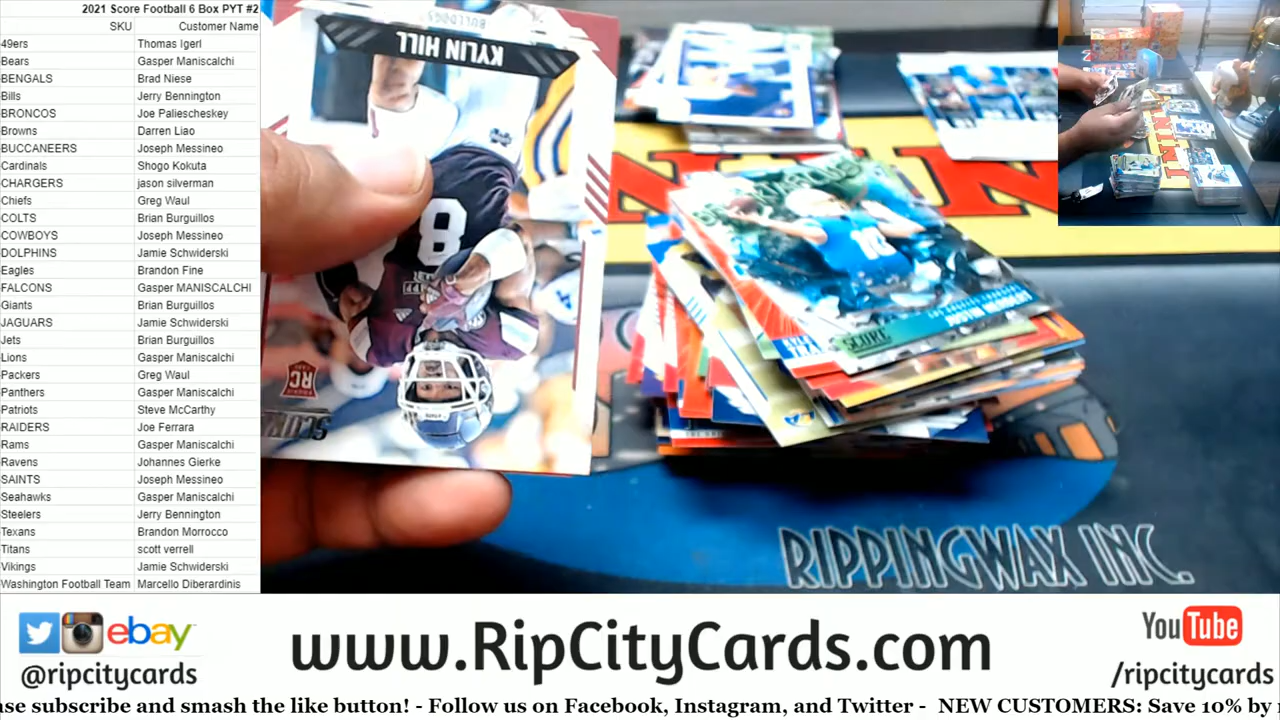 2021 Score Football 6 Box PYT #2
SKU Customer Name
49ers Thomas Igerl
Bears Gasper Maniscalchi
BENGALS Brad Niese
Bills Jerry Bennington
BRONCOS Joe Paliescheskey
Browns Darren Liao
BUCCANEERS Joseph Messineo
Cardinals Shogo Kokuta
CHARGERS jason silverman
Chiefs Greg Waul
COLTS Brian Burguillos
COWBOYS Joseph Messineo
DOLPHINS Jamie Schwiderski
Eagles Brandon Fine
FALCONS Gasper MANISCALCHI
Giants Brian Burguillos
JAGUARS Jamie Schwiderski
Jets Brian Burguillos
Lions Gasper Maniscalchi
Packers Greg Waul
Panthers Gasper Maniscalchi
Patriots Steve McCarthy
RAIDERS Joe Ferrara
Rams Gasper Maniscalchi
Ravens Johannes Gierke
SAINTS Joseph Messineo
Seahawks Gasper Maniscalchi
Steelers Jerry Bennington
Texans Brandon Morrocco
Titans scott verrell
Vikings Jamie Schwiderski
Washington Football Team Marcello Diberardinis
BULLDOGS
KYLIN HILL
8
RC
SCORE
SCORE
RIPPINGWAX INC.
ebay
@ripcitycards
www.RipCityCards.com
YouTube
/ripcitycards
subscribe and smash the like button! - Follow us on Facebook, Instagram, and Twitter - NEW CUSTOMERS: Save 10% by